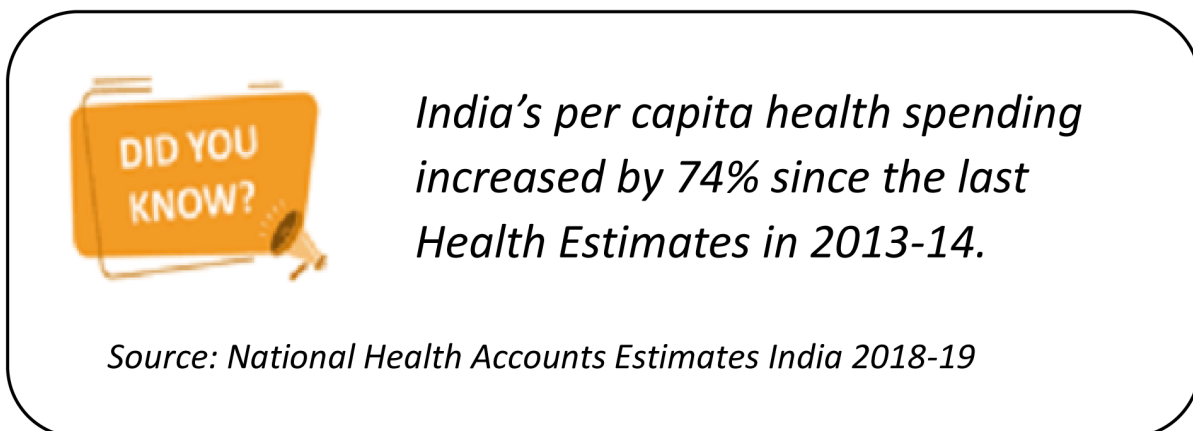 DID YOU
KNOW?
India’s per capita health spending
increased by 74% since the last
Health Estimates in 2013-14.
Source: National Health Accounts Estimates India 2018-19